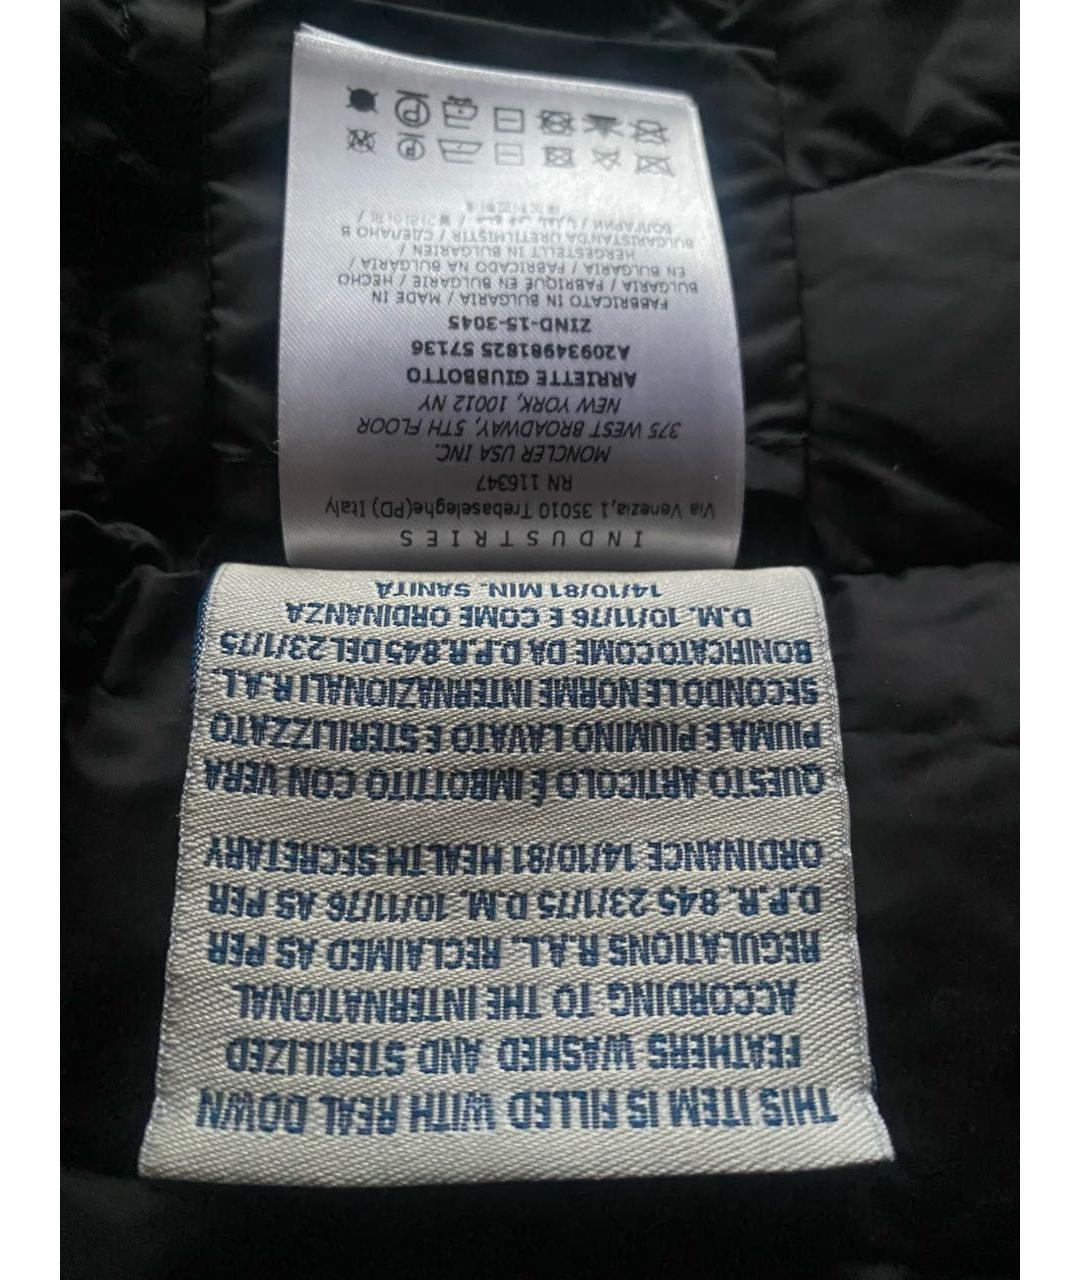 THIS ITEM IS FILLED WITH REAL DOWN
FEATHERS WASHED AND STERILIZED
ACCORDING TO THE INTERNATIONAL
REGULATIONS R.A.L. RECLAIMED AS PER
D.P.R. 845 23/1/75 D.M. 10/11/76 AS PER
ORDINANCE 14/10/81 HEALTH SECRETARY
QUESTO ARTICOLO È IMBOTTITO CON VERA
PIUMA E PIUMINO LAVATO E STERILIZZATO
SECONDO LE NORME INTERNAZIONALI R.A.L.
BONIFICATO COME DA D.P.R. 845 DEL 23/1/75
D.M. 10/11/76 E COME ORDINANZA
14/10/81 MIN. SANITÀ
INDUSTRIES
Via Venezia,1 35010 Trebaseleghe(PD) Italy
RN 116347
MONCLER USA INC.
375 WEST BROADWAY, 5TH FLOOR
NEW YORK, 10012 NY
ARRIETTE GIUBBOTTO
A20934981825 57136
ZIND-15-3045
FABBRICATO IN BULGARIA / MADE IN
BULGARIA / FABRIQUÉ EN BULGARIE / HECHO
EN BULGARIA / FABRICADO NA BULGARIA /
HERGESTELLT IN BULGARIEN /
BULGARISTANDA ÜRETILMIŞTIR / СДЕЛАНО В
БОЛГАРИИ /